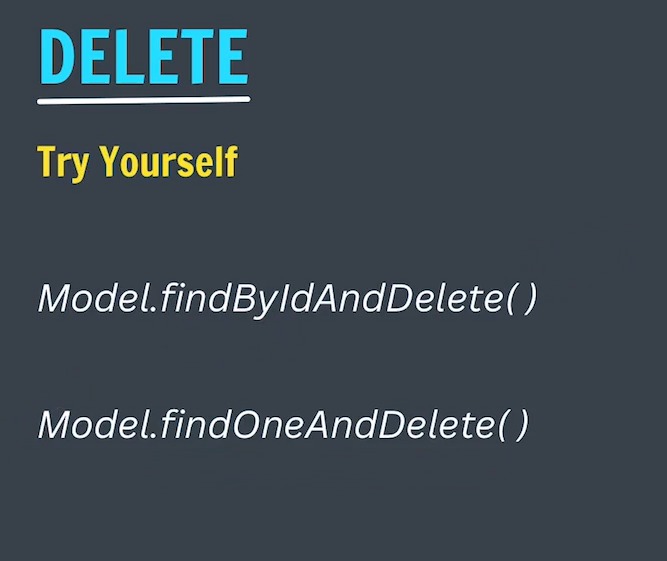 DELETE
Try Yourself
Model.findByIdAndDelete( )
Model.findOneAndDelete( )